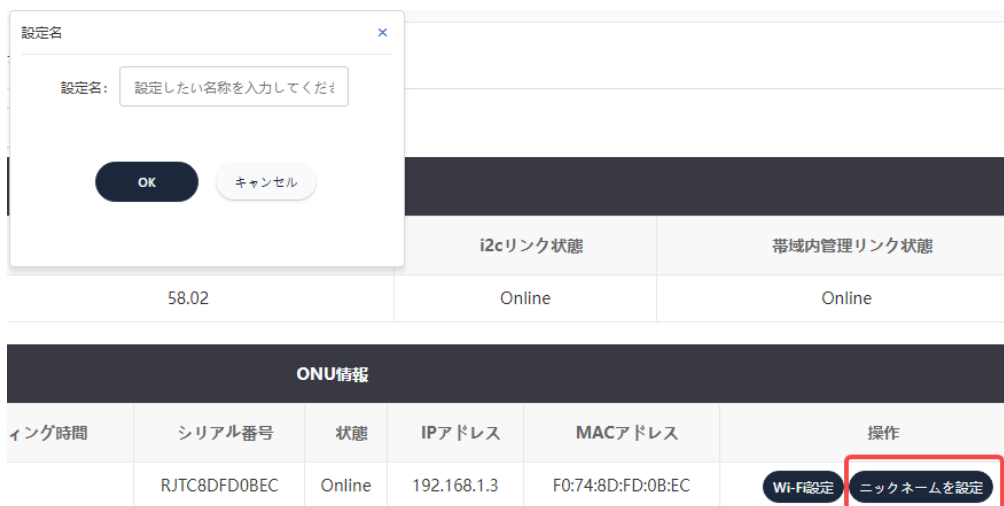 設定名 ×
設定名: 設定したい名称を入力してくださ
OK キャンセル
i2cリンク状態 帯域内管理リンク状態
58.02 Online Online
ONU情報
ィング時間 シリアル番号 状態 IPアドレス MACアドレス 操作
RJTC8DFD0BEC Online 192.168.1.3 F0:74:8D:FD:0B:EC Wi-Fi設定 ニックネームを設定